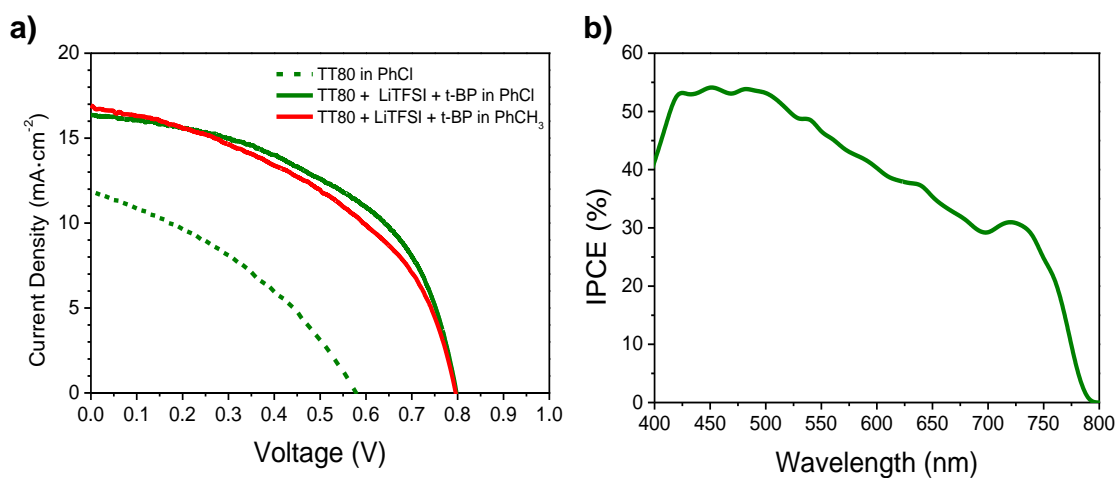 a)
20
15
10
5
0
Current Density (mA·cm⁻²)
TT80 in PhCl
TT80 + LiTFSI + t-BP in PhCl
TT80 + LiTFSI + t-BP in PhCH₃
0.0 0.1 0.2 0.3 0.4 0.5 0.6 0.7 0.8 0.9 1.0
Voltage (V)
b)
60
50
40
30
20
10
0
IPCE (%)
400 450 500 550 600 650 700 750 800
Wavelength (nm)